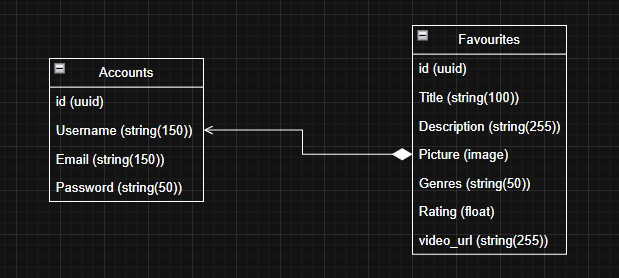 Accounts
id (uuid)
Username (string(150))
Email (string(150))
Password (string(50))
Favourites
id (uuid)
Title (string(100))
Description (string(255))
Picture (image)
Genres (string(50))
Rating (float)
video_url (string(255))